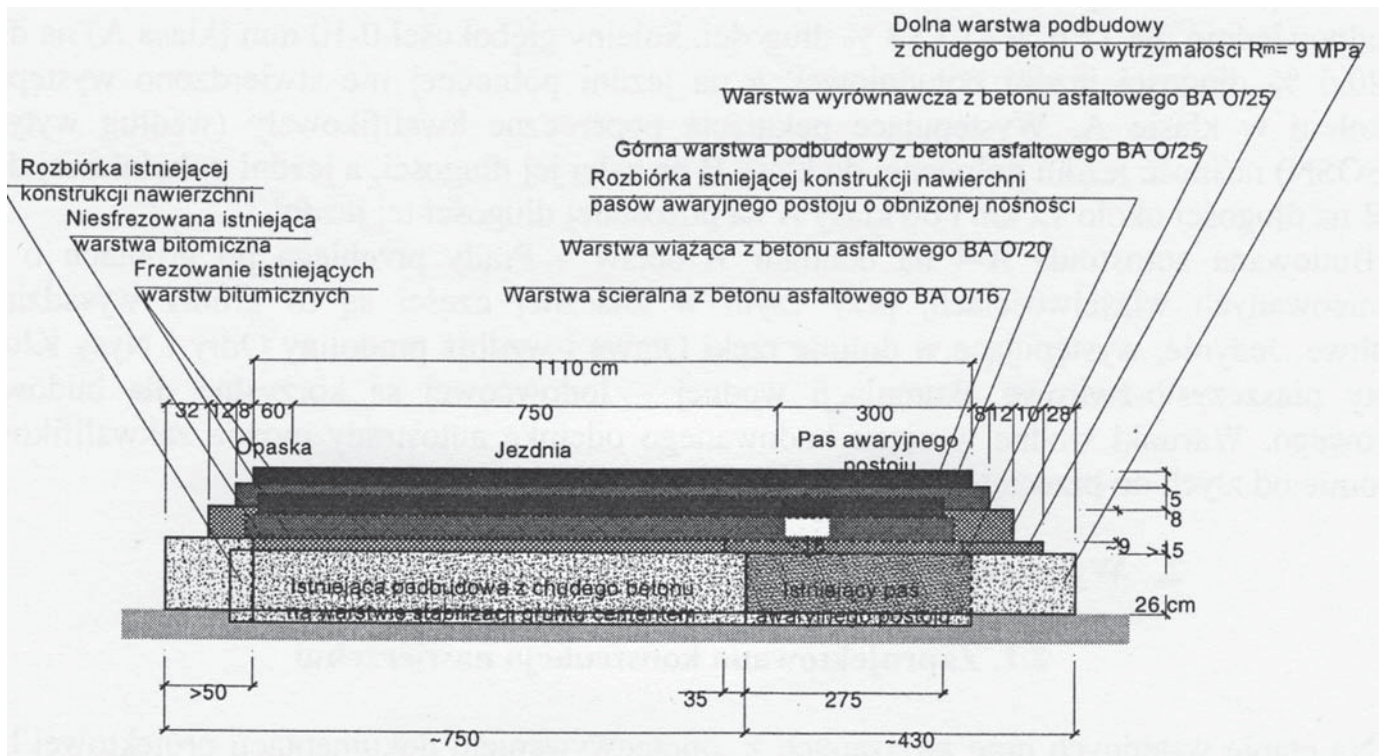 Dolna warstwa podbudowy
z chudego betonu o wytrzymałości Rm= 9 MPa
Warstwa wyrównawcza z betonu asfaltowego BA O/25
Górna warstwa podbudowy z betonu asfaltowego BA O/25
Rozbiórka istniejącej
konstrukcji nawierzchni
Rozbiórka istniejącej konstrukcji nawierchni
pasów awaryjnego postoju o obniżonej nośności
Niesfrezowana istniejąca
warstwa bitomiczna
Warstwa wiążąca z betonu asfaltowego BA O/20
Frezowanie istniejących
warstw bitumicznych
Warstwa ścieralna z betonu asfaltowego BA O/16
1110 cm
32 12 8 60 750 300 8 12 10 28
Opaska Jezdnia Pas awaryjnego
postoju
5
8
~9 >15
Istniejąca podbudowa z chudego betonu
na warstwie stabilizacji gruntu cementem
Istniejący pas
awaryjnego postoju
26 cm
>50 35 275
~750 ~430